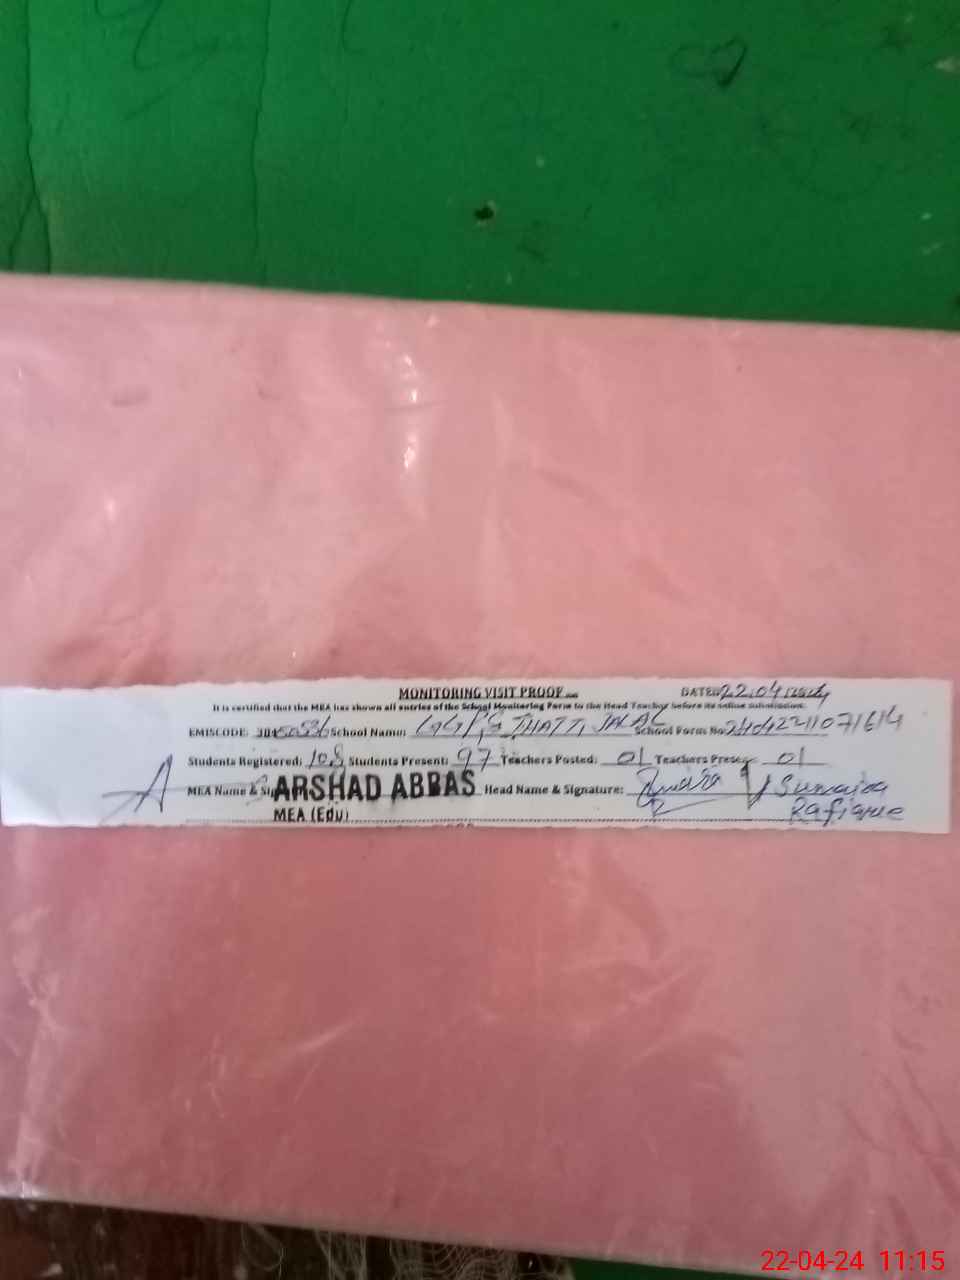 MONITORING VISIT PROOF
DATED 22.04.2024
It is certified that the MEA has shown all entries of the School Monitoring Form to the Head Teacher before its online submission.
EMISCODE: School Name: GGPS THATTI JALAL School Form No:
Students Registered: 108 Students Present: 97 Teachers Posted: 01 Teachers Present: 01
MEA Name & ARSHAD ABBAS Head Name & Signature: Sumaira
MEA (Edu) Rafique
22-04-24 11:15